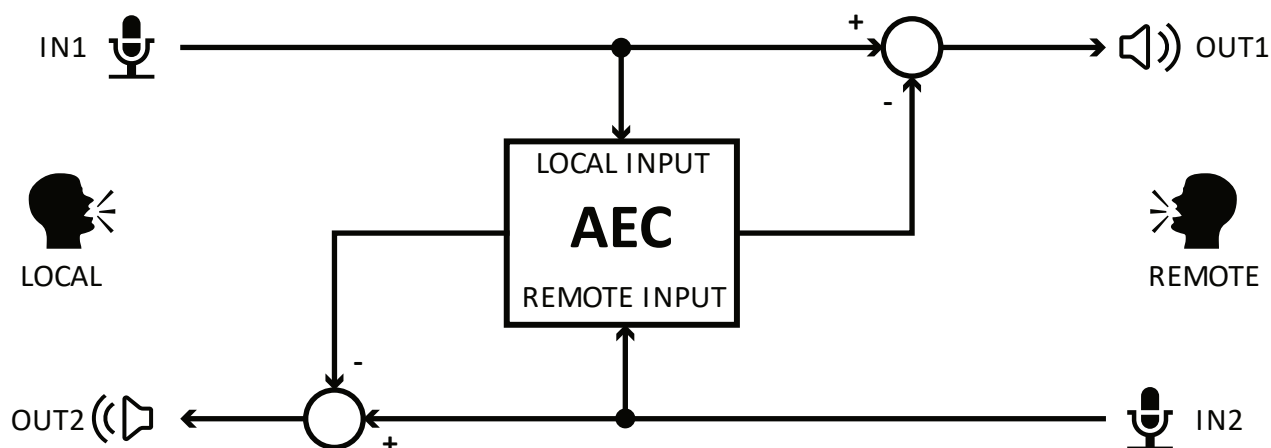 +
IN1
OUT1
-
LOCAL INPUT
AEC
LOCAL
REMOTE
REMOTE INPUT
-
OUT2
IN2
+